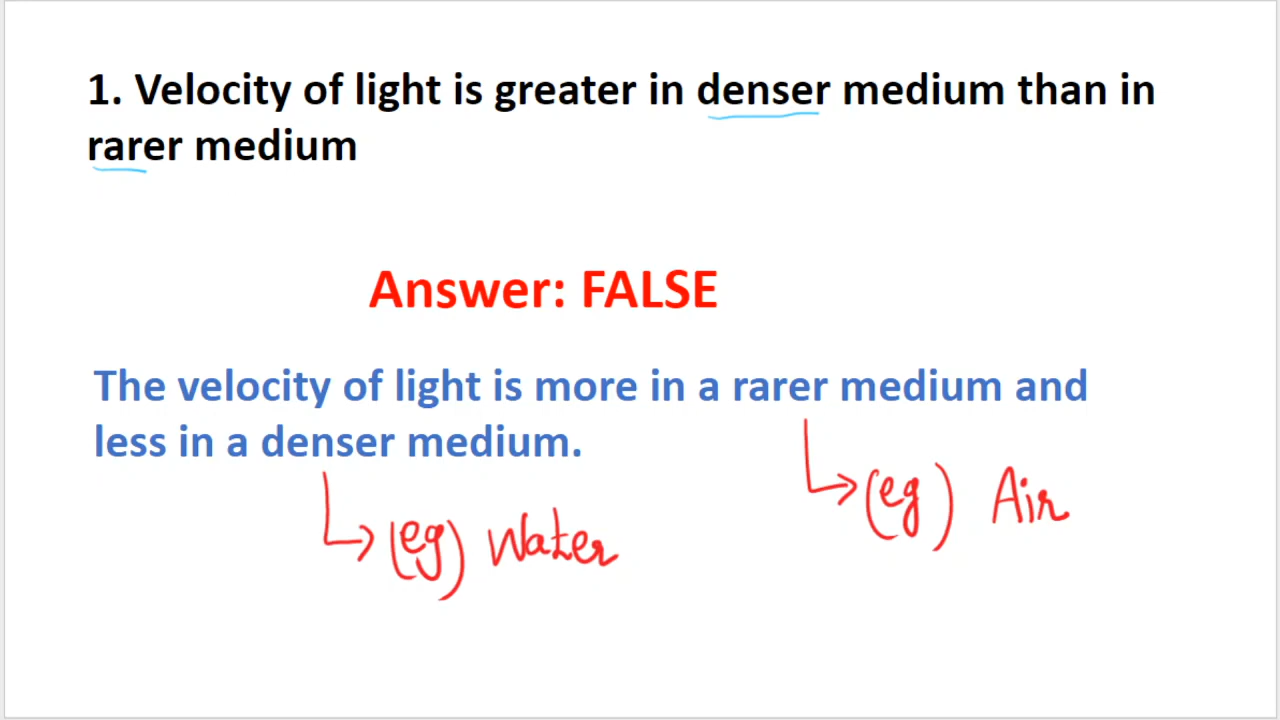 1. Velocity of light is greater in denser medium than in
rarer medium
Answer: FALSE
The velocity of light is more in a rarer medium and
less in a denser medium.
(eg) Air
(eg) Water